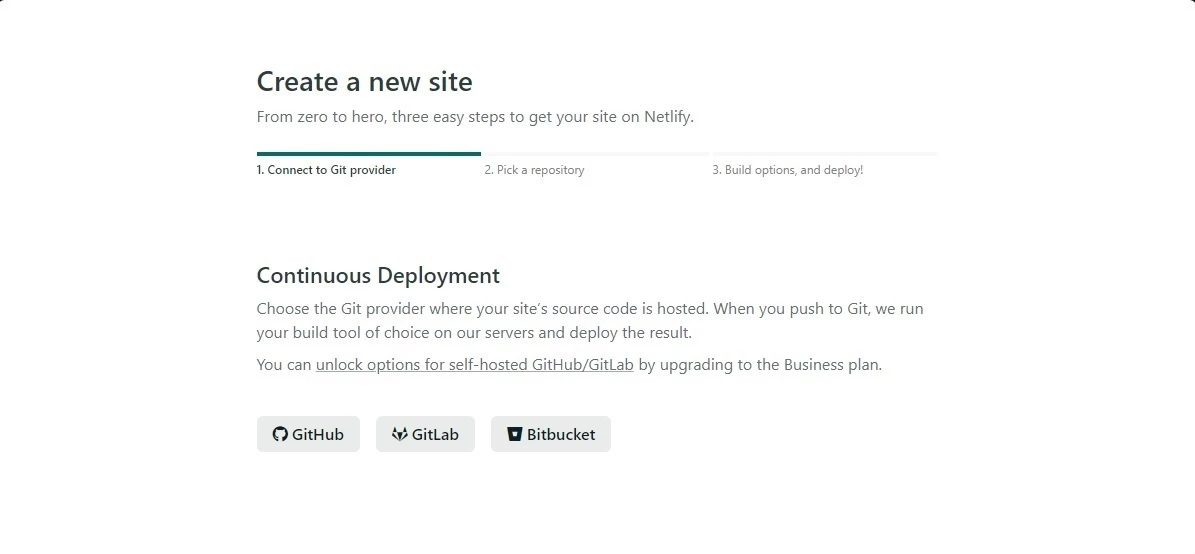 Create a new site
From zero to hero, three easy steps to get your site on Netlify.
1. Connect to Git provider
2. Pick a repository
3. Build options, and deploy!
Continuous Deployment
Choose the Git provider where your site’s source code is hosted. When you push to Git, we run
your build tool of choice on our servers and deploy the result.
You can unlock options for self-hosted GitHub/GitLab by upgrading to the Business plan.
GitHub
GitLab
Bitbucket